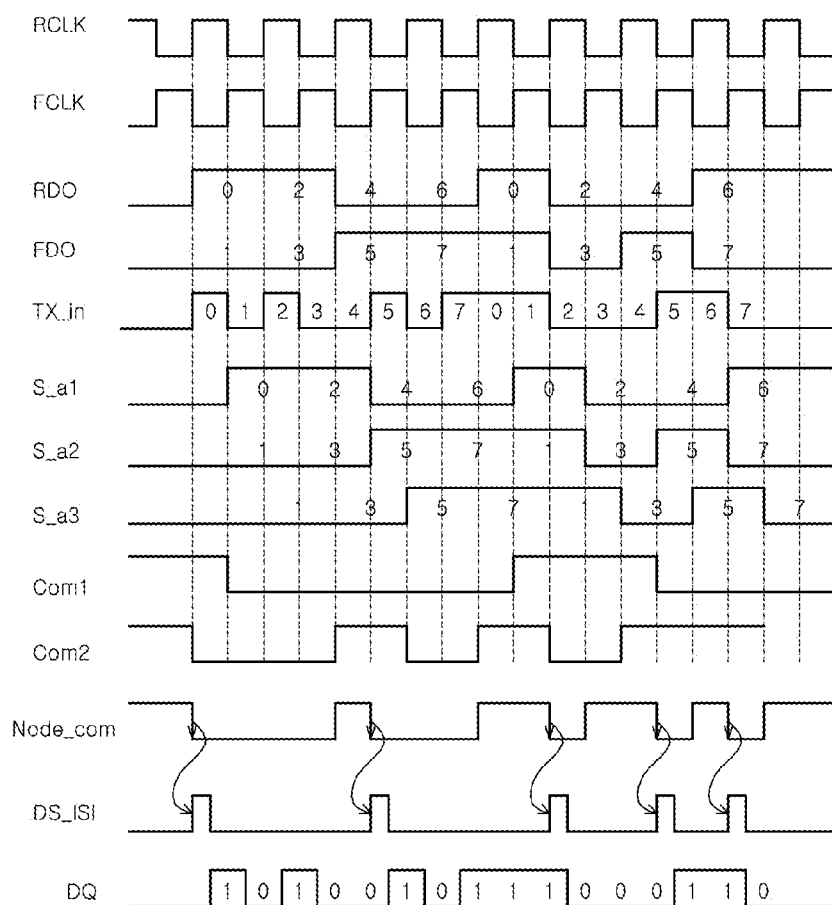 RCLK
FCLK
RDO 0 2 4 6 0 2 4 6
FDO 1 3 5 7 1 3 5 7
TX_in 0 1 2 3 4 5 6 7 0 1 2 3 4 5 6 7
S_a1 0 2 4 6 0 2 4 6
S_a2 1 3 5 7 1 3 5 7
S_a3 1 3 5 7 1 3 5 7
Com1
Com2
Node_com
DS_ISI
DQ 1 0 1 0 0 1 0 1 1 1 0 0 0 1 1 0